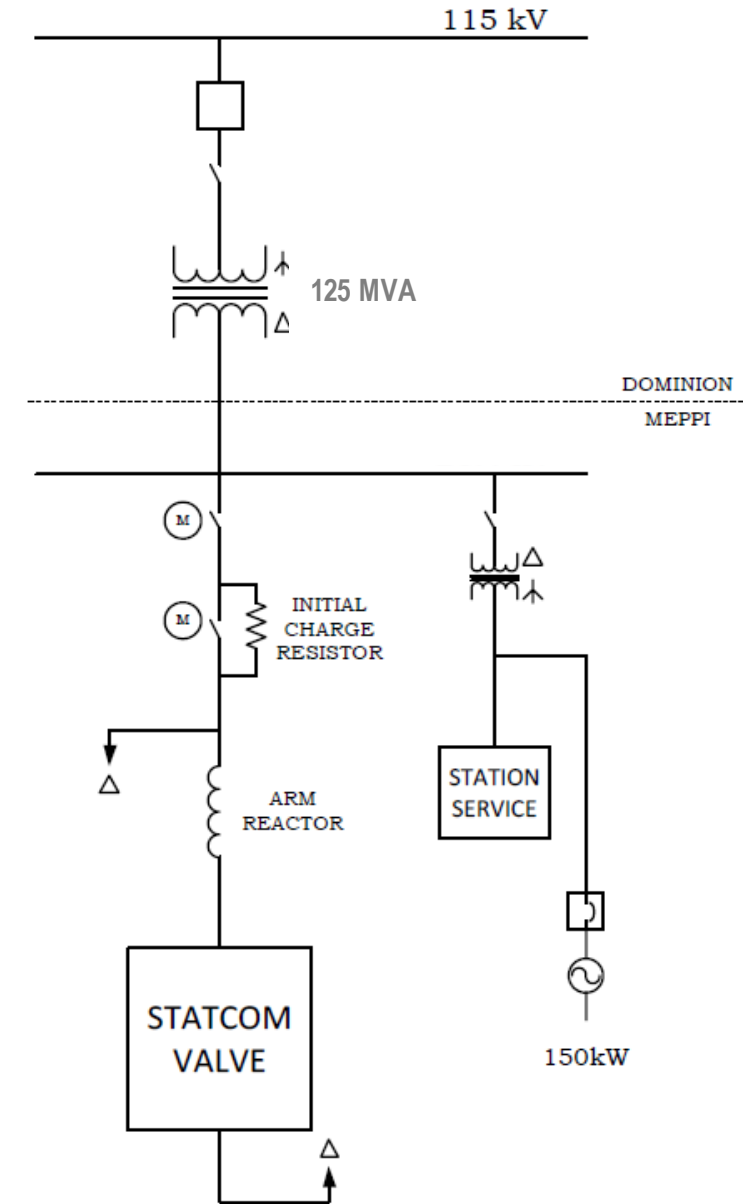 115 kV
125 MVA
DOMINION
MEPPI
M
M
INITIAL
CHARGE
RESISTOR
ARM
REACTOR
STATION
SERVICE
STATCOM
VALVE
150kW